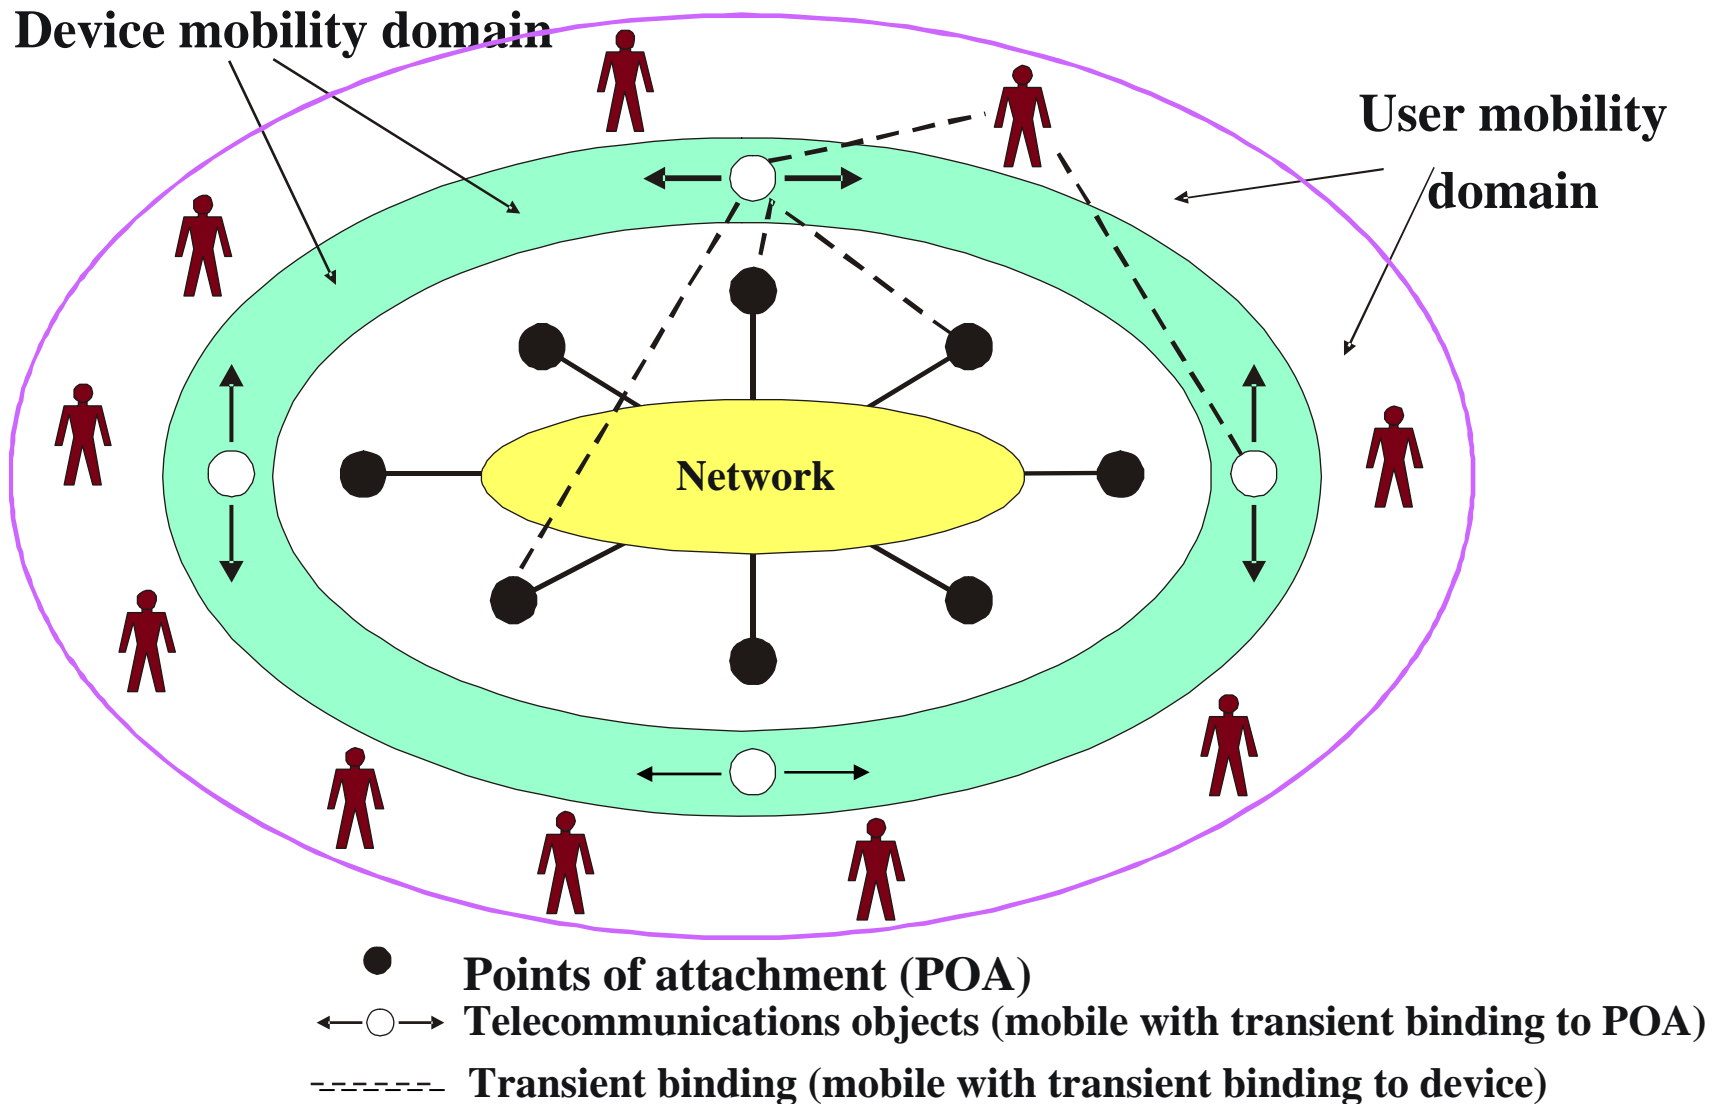 Device mobility domain
User mobility
domain
Network
Points of attachment (POA)
Telecommunications objects (mobile with transient binding to POA)
Transient binding (mobile with transient binding to device)